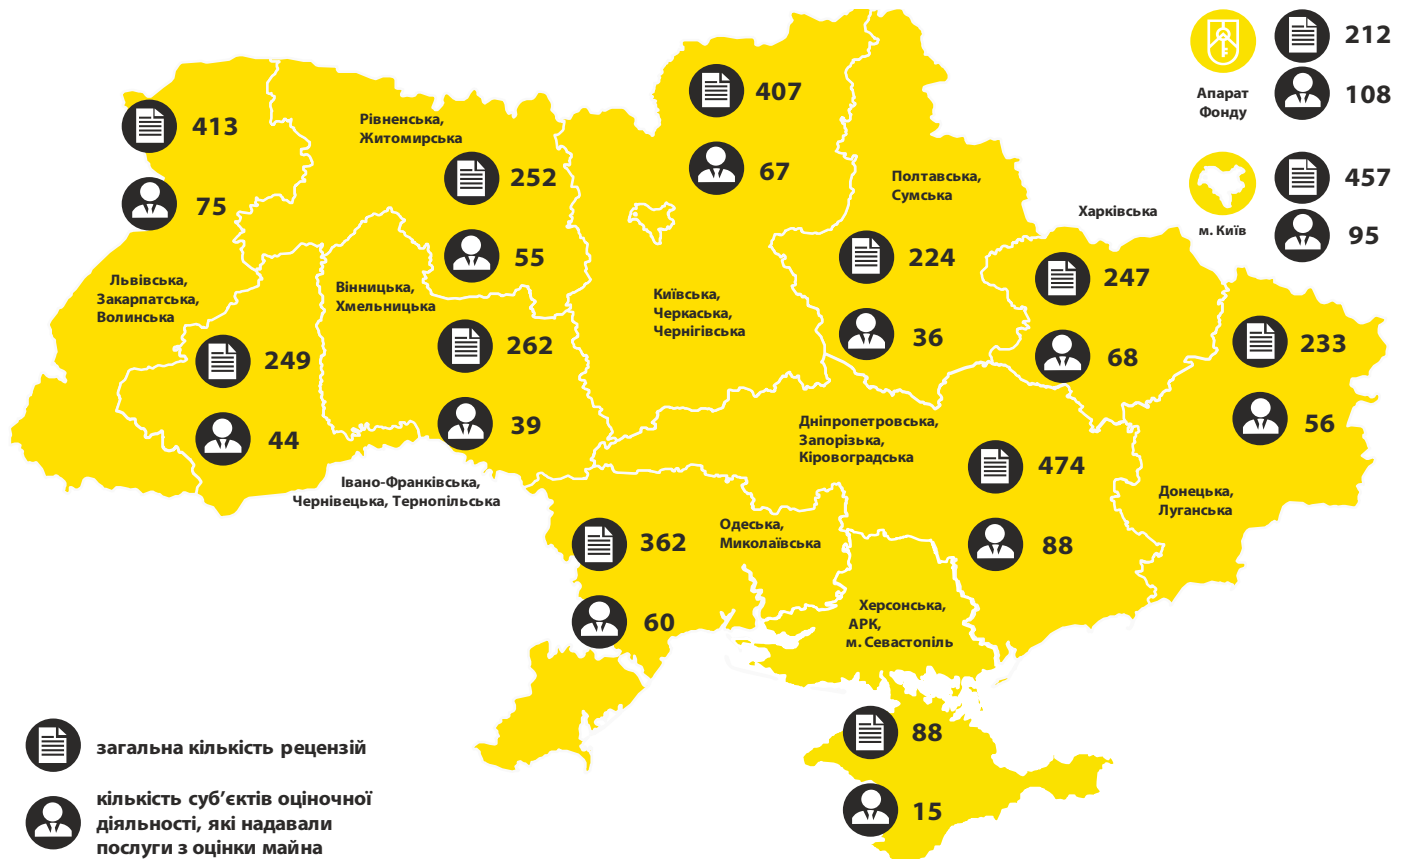 212
Апарат
Фонду
108
457
м. Київ
95
413
75
Львівська,
Закарпатська,
Волинська
Рівненська,
Житомирська
252
55
407
67
Київська,
Черкаська,
Чернігівська
Полтавська,
Сумська
224
36
Харківська
247
68
233
56
Донецька,
Луганська
Вінницька,
Хмельницька
262
39
249
44
Івано-Франківська,
Чернівецька, Тернопільська
Дніпропетровська,
Запорізька,
Кіровоградська
474
88
Одеська,
Миколаївська
362
60
Херсонська,
АРК,
м. Севастопіль
88
15
загальна кількість рецензій
кількість суб’єктів оціночної
діяльності, які надавали
послуги з оцінки майна